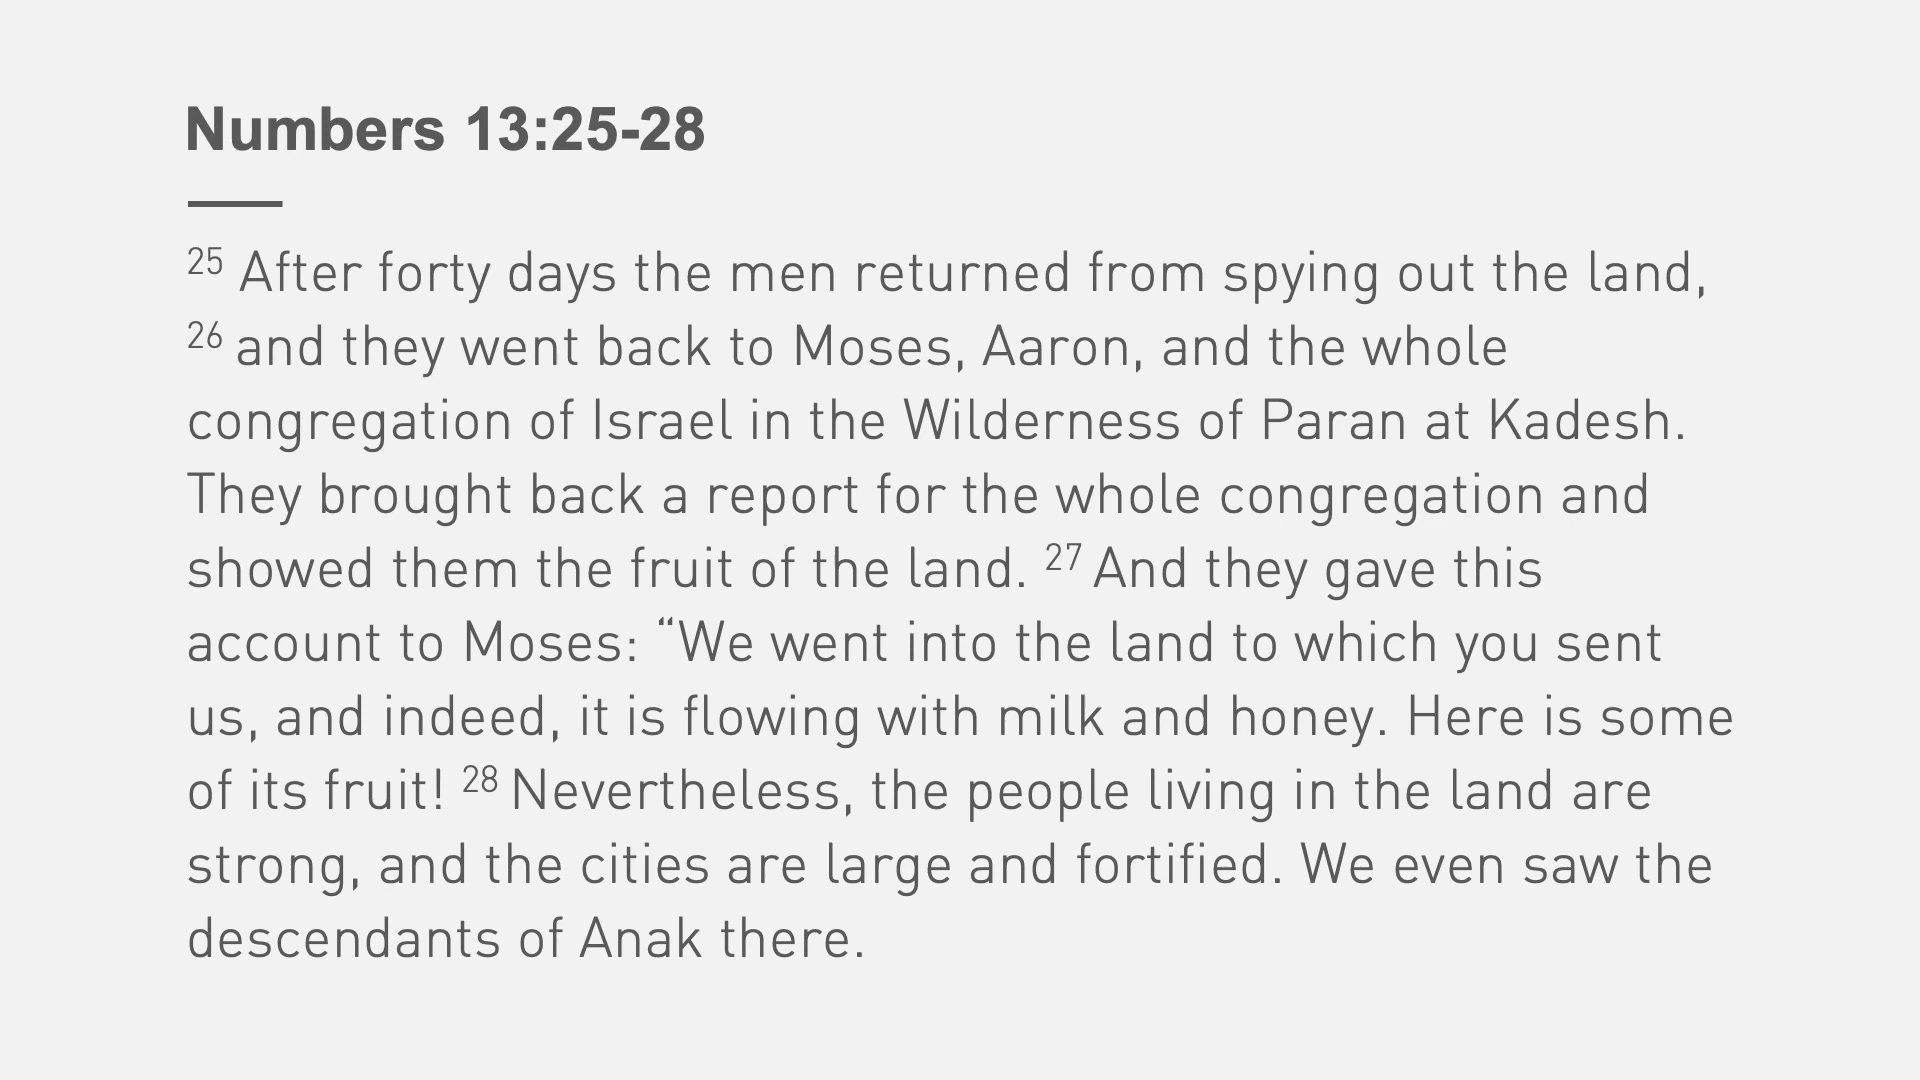 Numbers 13:25-28
25 After forty days the men returned from spying out the land,
26 and they went back to Moses, Aaron, and the whole
congregation of Israel in the Wilderness of Paran at Kadesh.
They brought back a report for the whole congregation and
showed them the fruit of the land. 27 And they gave this
account to Moses: “We went into the land to which you sent
us, and indeed, it is flowing with milk and honey. Here is some
of its fruit! 28 Nevertheless, the people living in the land are
strong, and the cities are large and fortified. We even saw the
descendants of Anak there.